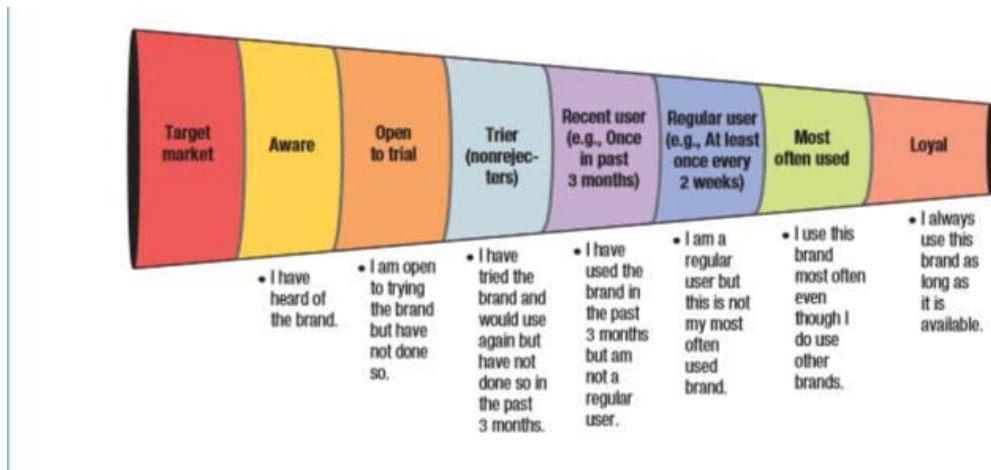 Target
market
Aware
Open
to trial
Trier
(nonrejec-
ters)
Recent user
(e.g., Once
in past
3 months)
Regular user
(e.g., At least
once every
2 weeks)
Most
often used
Loyal
• I have
heard of
the brand.
• I am open
to trying
the brand
but have
not done
so.
• I have
tried the
brand and
would use
again but
have not
done so in
the past
3 months.
• I have
used the
brand in
the past
3 months
but am
not a
regular
user.
• I am a
regular
user but
this is not
my most
often
used
brand.
• I use this
brand
most often
even
though I
do use
other
brands.
• I always
use this
brand as
long as
it is
available.